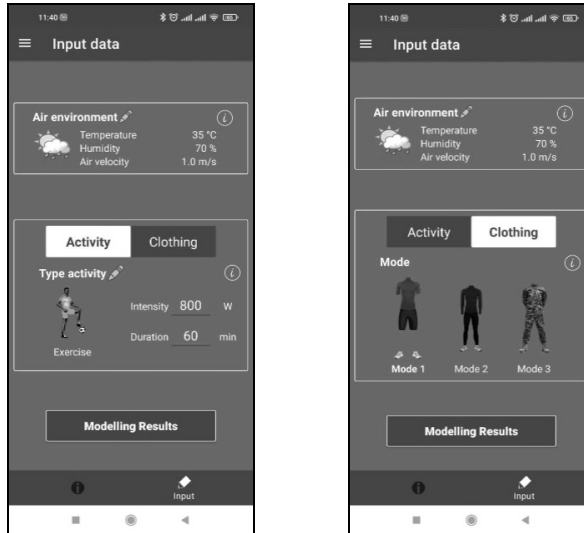 11:40
60
Input data
Air environment
Temperature 35 °C
Humidity 70 %
Air velocity 1.0 m/s
Activity Clothing
Type activity
Intensity 800 W
Duration 60 min
Exercise
Modelling Results
Input
11:40
60
Input data
Air environment
Temperature 35 °C
Humidity 70 %
Air velocity 1.0 m/s
Activity Clothing
Mode
Mode 1 Mode 2 Mode 3
Modelling Results
Input